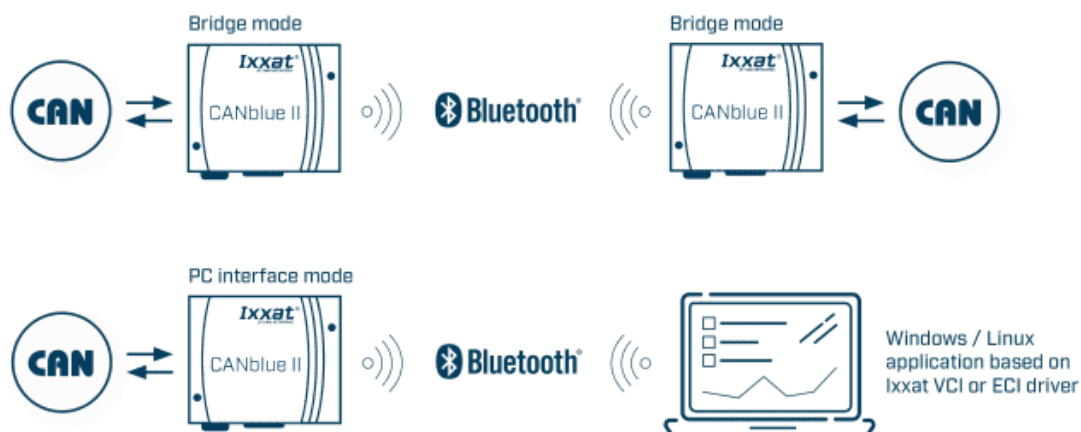 Bridge mode
Bridge mode
CAN
Ixxat®
CANblue II
Bluetooth®
Ixxat®
CANblue II
CAN
PC interface mode
CAN
Ixxat®
CANblue II
Bluetooth®
Windows / Linux
application based on
Ixxat VCI or ECI driver